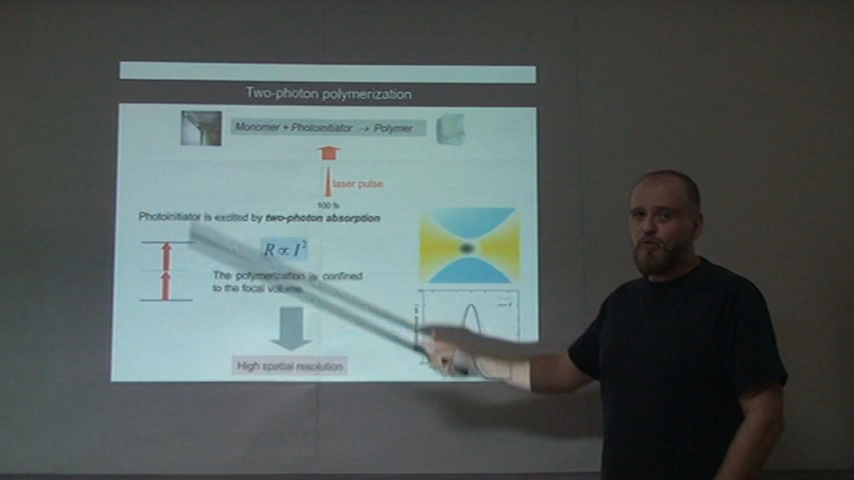 Two-photon polymerization
Monomer + Photoinitiator → Polymer
laser pulse
100 fs
Photoinitiator is excited by two-photon absorption
R ∝ I²
The polymerization is confined
to the focal volume.
High spatial resolution